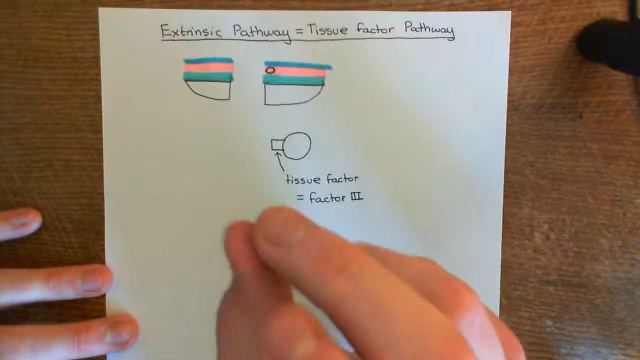 Extrinsic Pathway = Tissue factor Pathway
tissue factor
= factor III